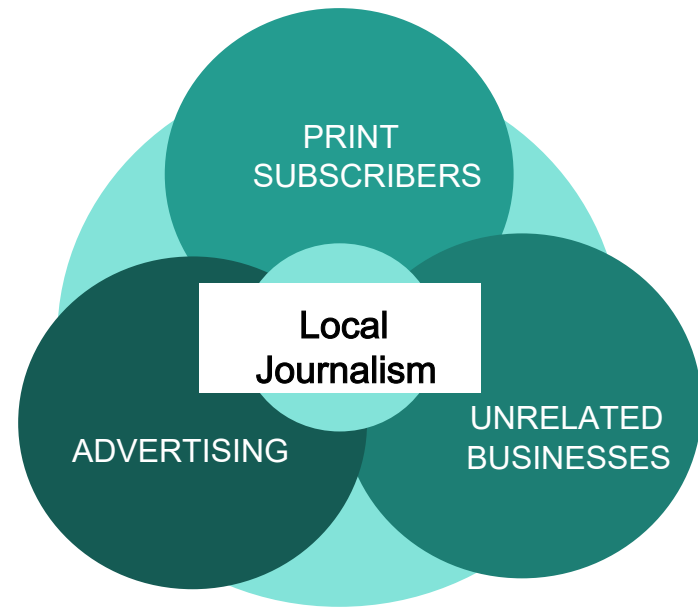 PRINT
SUBSCRIBERS
Local
Journalism
ADVERTISING
UNRELATED
BUSINESSES